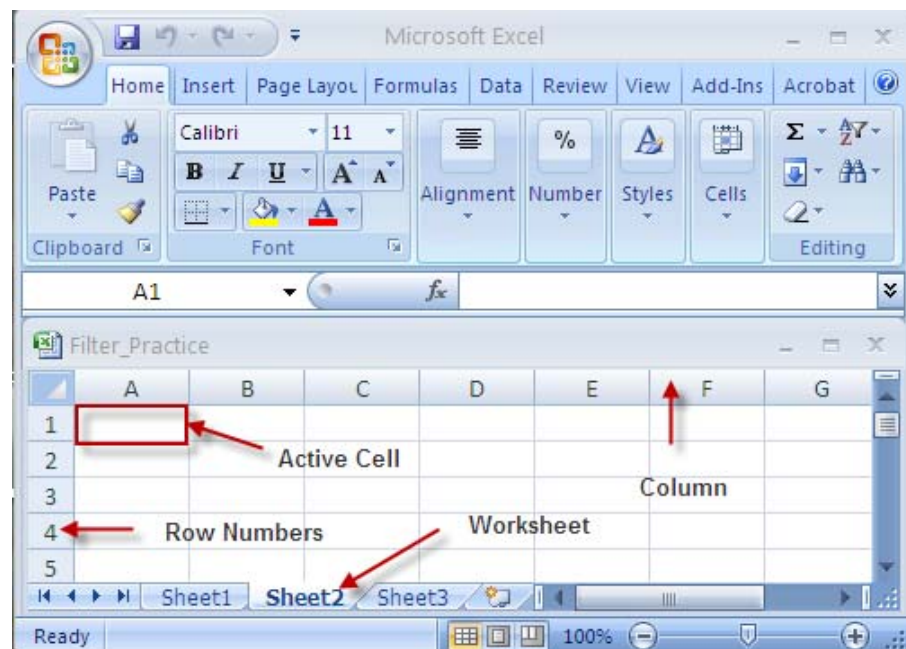 Microsoft Excel
Home Insert Page Layou Formulas Data Review View Add-Ins Acrobat
Calibri 11 % Σ A Z
B I U A A
Paste Alignment Number Styles Cells
A
Clipboard Font Editing
A1 fx
Filter_Practice
A B C D E F G
1
2 Active Cell
3 Column
4 Row Numbers Worksheet
5
Sheet1 Sheet2 Sheet3
Ready 100%